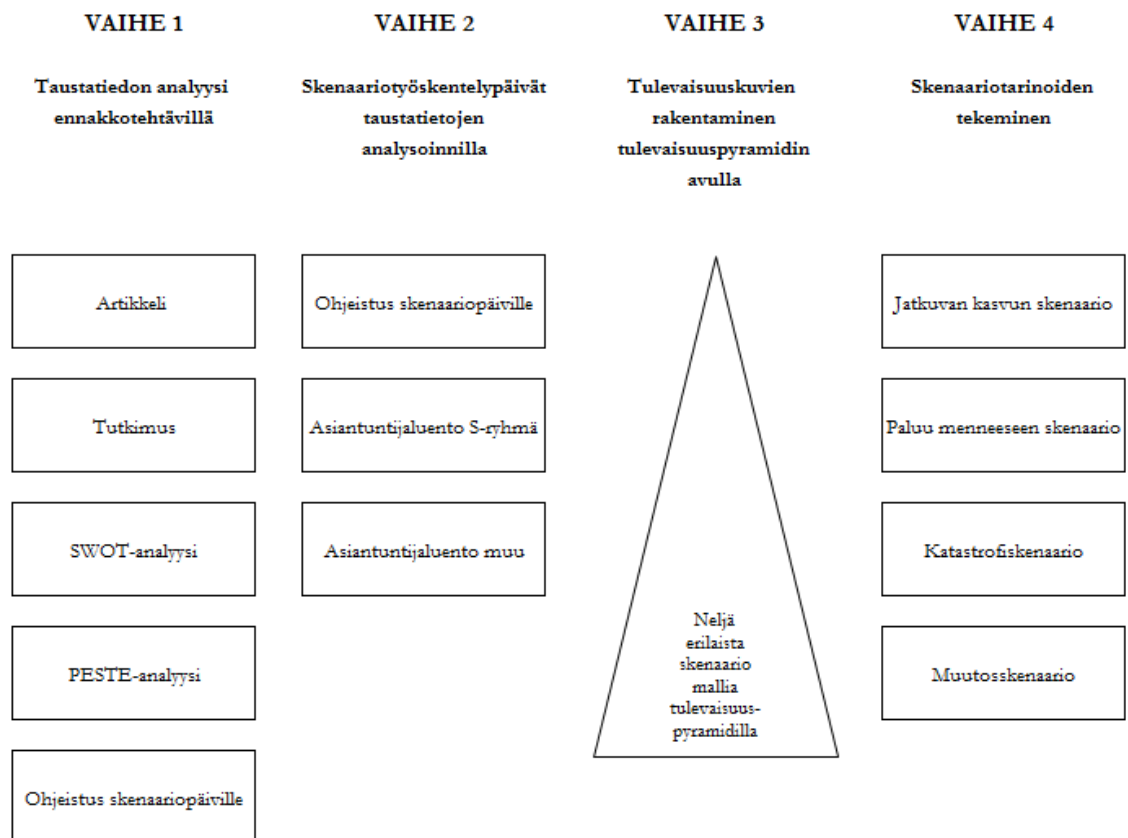 VAIHE 1
Taustatiedon analyysi
ennakkotehtävillä
Artikkeli
Tutkimus
SWOT-analyysi
PESTE-analyysi
Ohjeistus skenaariopäiville
VAIHE 2
Skenaariotyöskentelypäivät
taustatietojen
analysoinnilla
Ohjeistus skenaariopäiville
Asiantuntijaluento S-ryhmä
Asiantuntijaluento muu
VAIHE 3
Tulevaisuuskuvien
rakentaminen
tulevaisuuspyramidin
avulla
Neljä
erilaista
skenaario
mallia
tulevaisuus-
pyramidilla
VAIHE 4
Skenaariotarinoiden
tekeminen
Jatkuvan kasvun skenaario
Paluu menneeseen skenaario
Katastrofiskenaario
Muutosskenaario